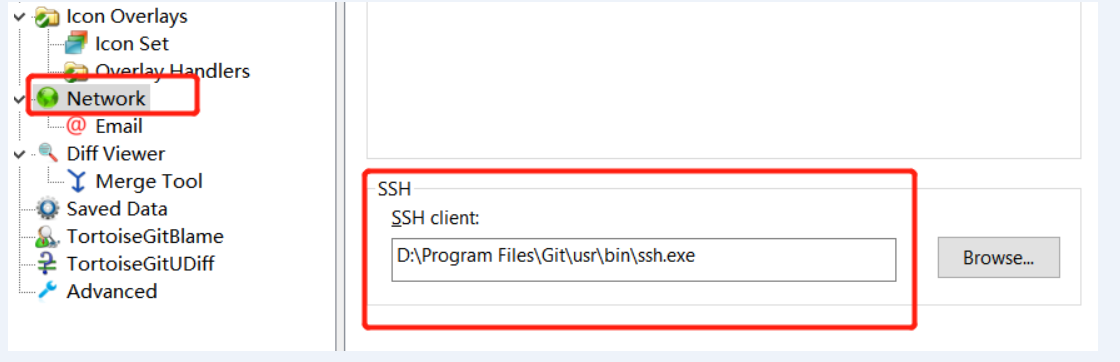 Icon Overlays
Icon Set
Overlay Handlers
Network
Email
Diff Viewer
Merge Tool
Saved Data
TortoiseGitBlame
TortoiseGitUDiff
Advanced
SSH
SSH client:
D:\Program Files\Git\usr\bin\ssh.exe
Browse...